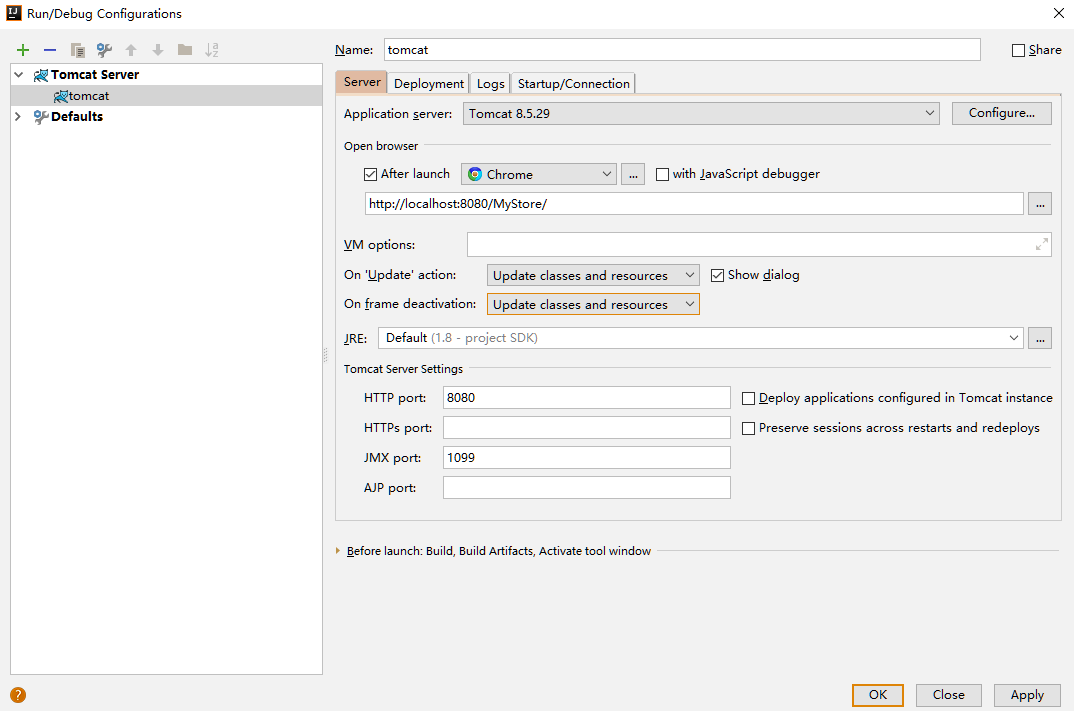 Run/Debug Configurations
Name: tomcat Share
Tomcat Server
tomcat
Defaults
Server Deployment Logs Startup/Connection
Application server: Tomcat 8.5.29 Configure...
Open browser
After launch Chrome ... with JavaScript debugger
http://localhost:8080/MyStore/ ...
VM options:
On 'Update' action: Update classes and resources Show dialog
On frame deactivation: Update classes and resources
JRE: Default (1.8 - project SDK) ...
Tomcat Server Settings
HTTP port: 8080 Deploy applications configured in Tomcat instance
HTTPs port: Preserve sessions across restarts and redeploys
JMX port: 1099
AJP port:
Before launch: Build, Build Artifacts, Activate tool window
? OK Close Apply